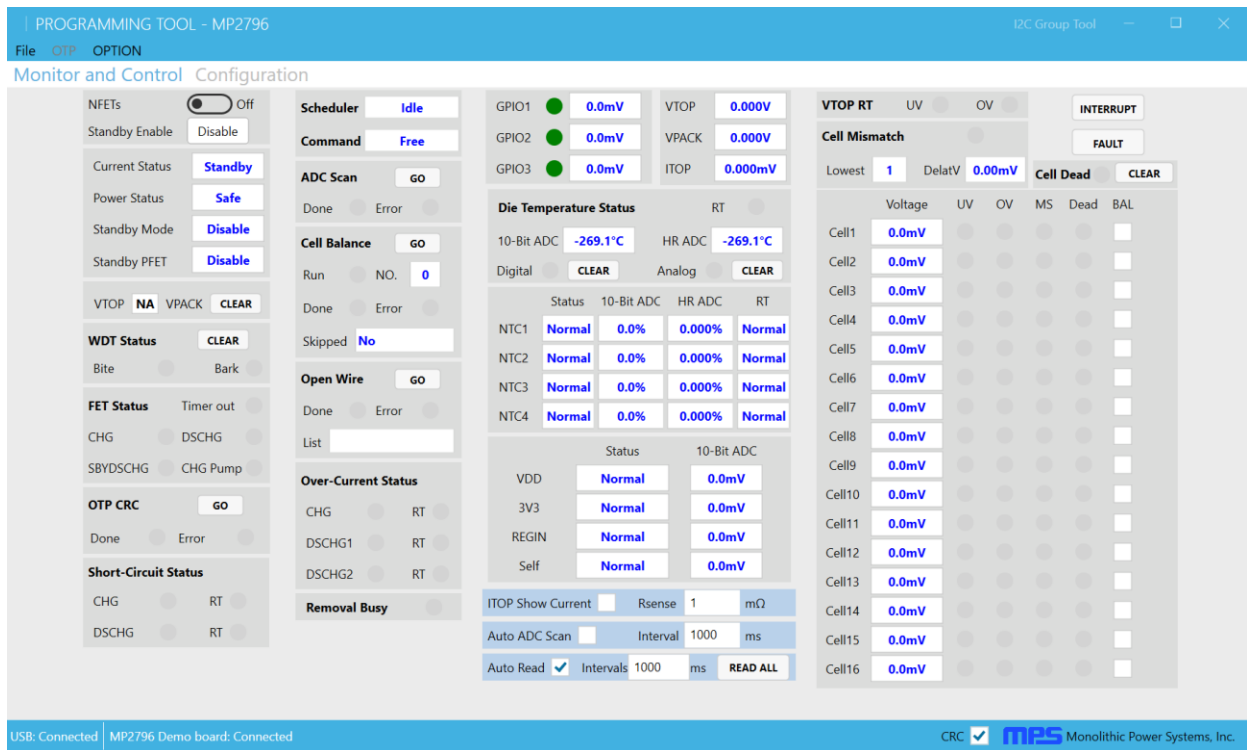 PROGRAMMING TOOL - MP2796
I2C Group Tool
File OTP OPTION
Monitor and Control Configuration
NFETs Off
Standby Enable Disable
Current Status Standby
Power Status Safe
Standby Mode Disable
Standby PFET Disable
VTOP NA VPACK CLEAR
WDT Status CLEAR
Bite Bark
FET Status Timer out
CHG DSCHG
SBYDSCHG CHG Pump
OTP CRC GO
Done Error
Short-Circuit Status
CHG RT
DSCHG RT
Scheduler Idle
Command Free
ADC Scan GO
Done Error
Cell Balance GO
Run NO. 0
Done Error
Skipped No
Open Wire GO
Done Error
List
Over-Current Status
CHG RT
DSCHG1 RT
DSCHG2 RT
Removal Busy
GPIO1 0.0mV VTOP 0.000V
GPIO2 0.0mV VPACK 0.000V
GPIO3 0.0mV ITOP 0.000mV
Die Temperature Status RT
10-Bit ADC -269.1°C HR ADC -269.1°C
Digital CLEAR Analog CLEAR
Status 10-Bit ADC HR ADC RT
NTC1 Normal 0.0% 0.000% Normal
NTC2 Normal 0.0% 0.000% Normal
NTC3 Normal 0.0% 0.000% Normal
NTC4 Normal 0.0% 0.000% Normal
Status 10-Bit ADC
VDD Normal 0.0mV
3V3 Normal 0.0mV
REGIN Normal 0.0mV
Self Normal 0.0mV
ITOP Show Current Rsense 1 mΩ
Auto ADC Scan Interval 1000 ms
Auto Read Intervals 1000 ms READ ALL
VTOP RT UV OV
Cell Mismatch
Lowest 1 DelatV 0.00mV
INTERRUPT
FAULT
Cell Dead CLEAR
Voltage UV OV MS Dead BAL
Cell1 0.0mV
Cell2 0.0mV
Cell3 0.0mV
Cell4 0.0mV
Cell5 0.0mV
Cell6 0.0mV
Cell7 0.0mV
Cell8 0.0mV
Cell9 0.0mV
Cell10 0.0mV
Cell11 0.0mV
Cell12 0.0mV
Cell13 0.0mV
Cell14 0.0mV
Cell15 0.0mV
Cell16 0.0mV
USB: Connected MP2796 Demo board: Connected
CRC MPS Monolithic Power Systems, Inc.